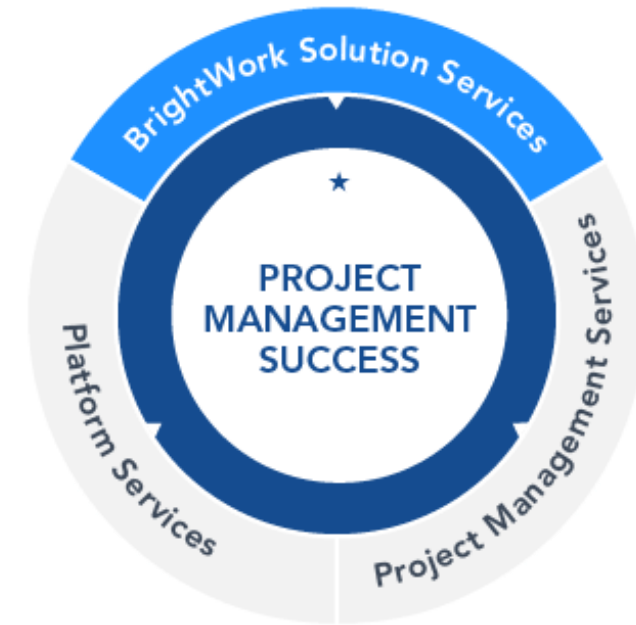 BrightWork Solution Services
PROJECT
MANAGEMENT
SUCCESS
Platform Services
Project Management Services